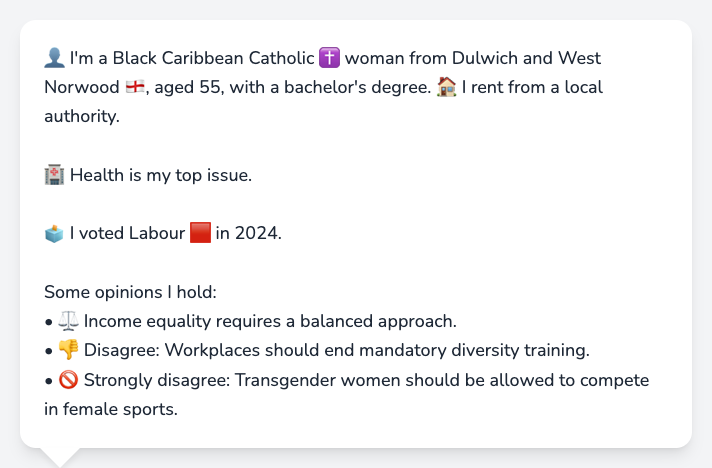 👤 I'm a Black Caribbean Catholic ✝️ woman from Dulwich and West
Norwood 🏴󠁧󠁢󠁥󠁮󠁧󠁿, aged 55, with a bachelor's degree. 🏠 I rent from a local
authority.
🏥 Health is my top issue.
🗳️ I voted Labour 🟥 in 2024.
Some opinions I hold:
• ⚖️ Income equality requires a balanced approach.
• 👎 Disagree: Workplaces should end mandatory diversity training.
• 🚫 Strongly disagree: Transgender women should be allowed to compete
in female sports.